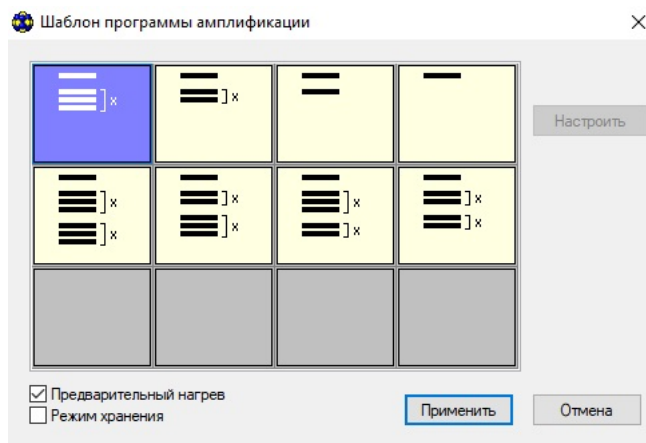 Шаблон программы амплификации
x
x
Настроить
x
x
x
x
x
x
x
x
Предварительный нагрев
Режим хранения
Применить
Отмена